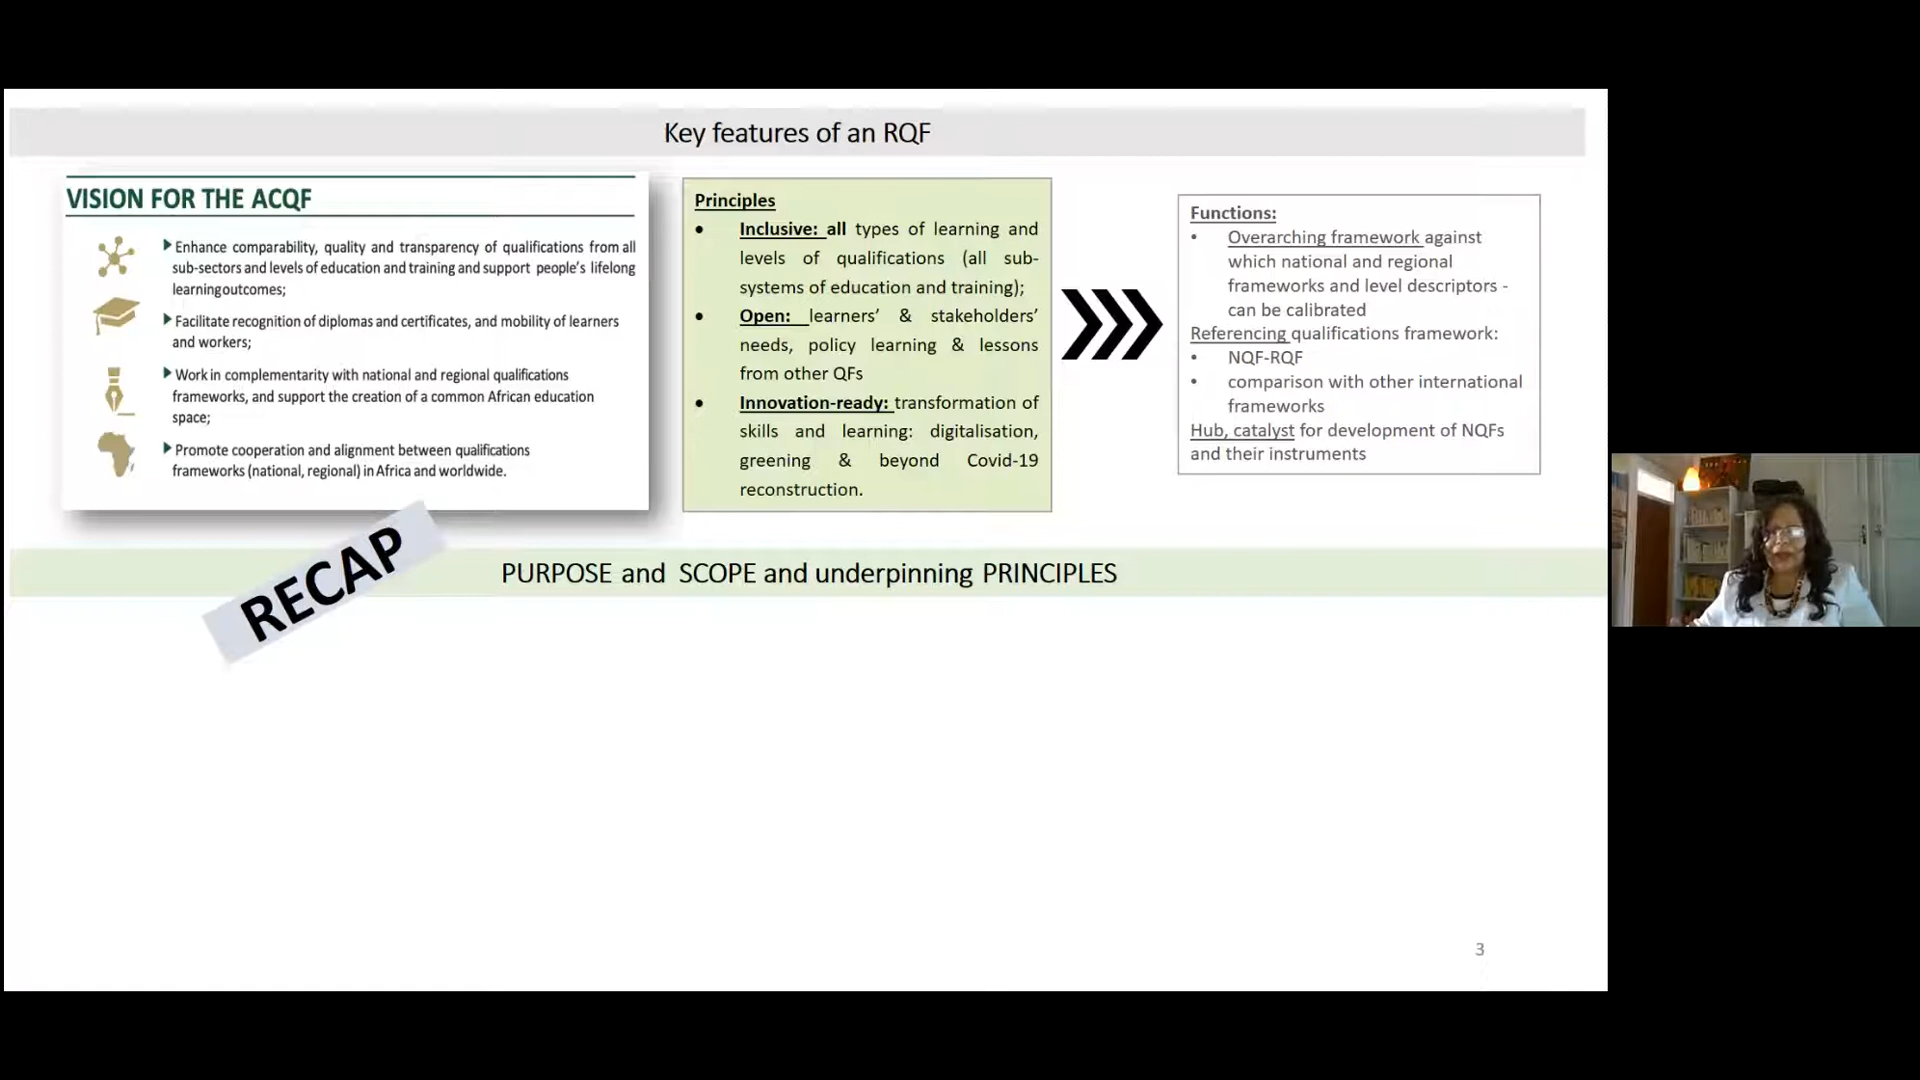 Key features of an RQF
VISION FOR THE ACQF
Enhance comparability, quality and transparency of qualifications from all
sub-sectors and levels of education and training and support people's lifelong
learningoutcomes;
Facilitate recognition of diplomas and certificates, and mobility of learners
and workers;
Work in complementarity with national and regional qualifications
frameworks, and support the creation of a common African education
space;
Promote cooperation and alignment between qualifications
frameworks (national, regional) in Africa and worldwide.
Principles
• Inclusive: all types of learning and
levels of qualifications (all sub-
systems of education and training);
• Open: learners' & stakeholders'
needs, policy learning & lessons
from other QFs
• Innovation-ready: transformation of
skills and learning: digitalisation,
greening & beyond Covid-19
reconstruction.
Functions:
• Overarching framework against
which national and regional
frameworks and level descriptors -
can be calibrated
Referencing qualifications framework:
• NQF-RQF
• comparison with other international
frameworks
Hub, catalyst for development of NQFs
and their instruments
RECAP
PURPOSE and SCOPE and underpinning PRINCIPLES
3